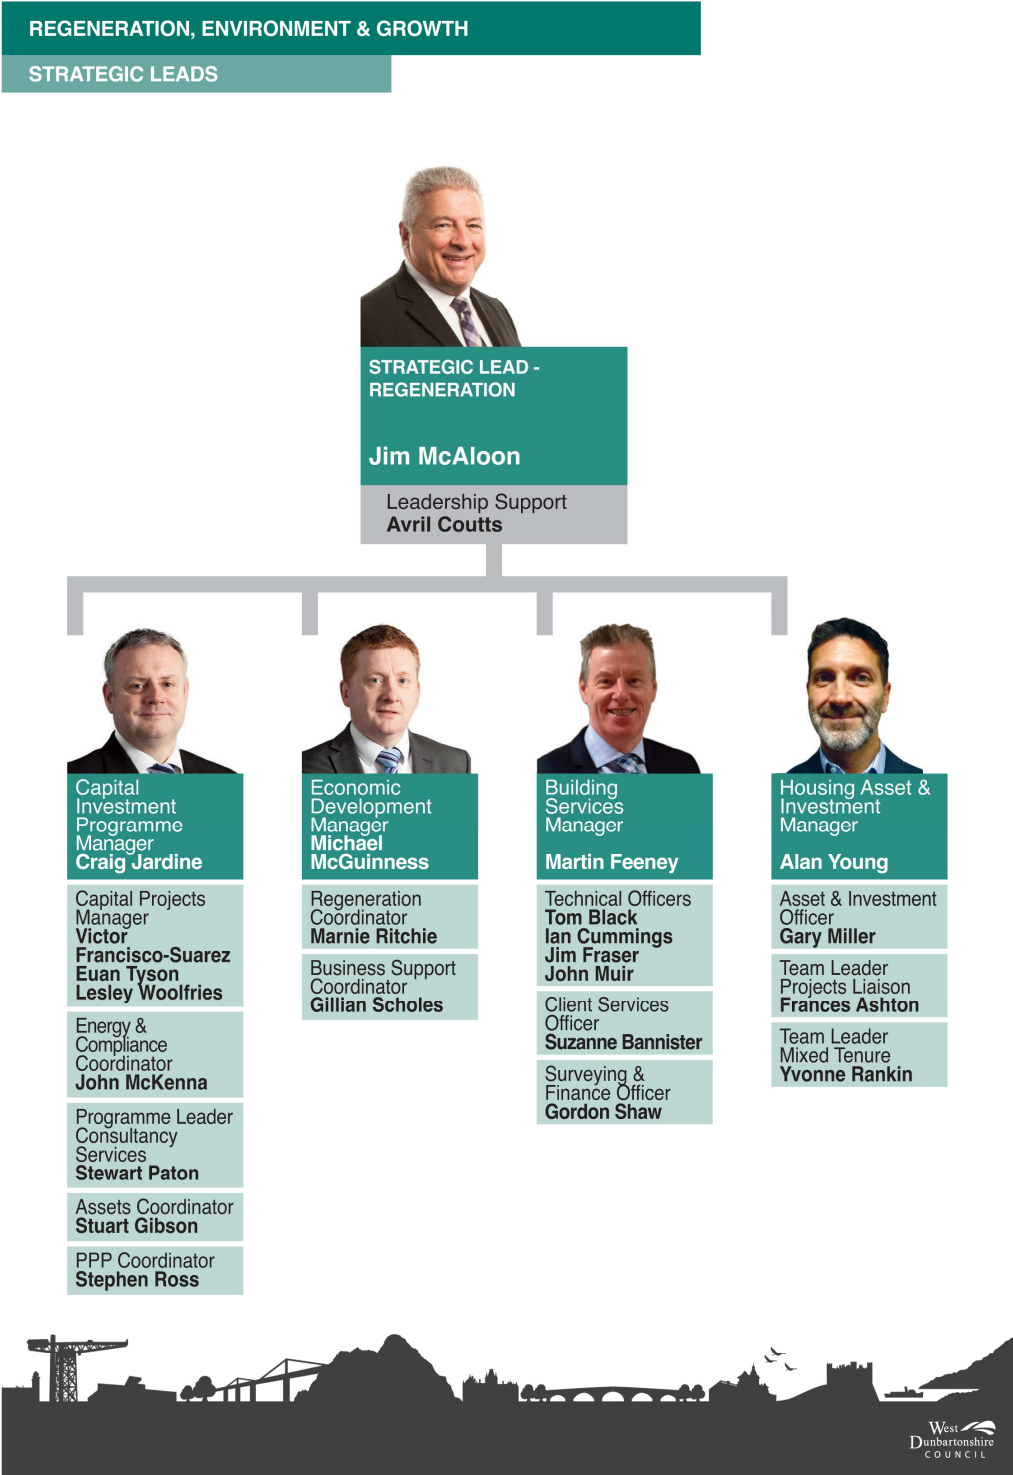 REGENERATION, ENVIRONMENT & GROWTH
STRATEGIC LEADS
STRATEGIC LEAD -
REGENERATION
Jim McAloon
Leadership Support
Avril Coutts
Capital
Investment
Programme
Manager
Craig Jardine
Capital Projects
Manager
Victor
Francisco-Suarez
Euan Tyson
Lesley Woolfries
Energy &
Compliance
Coordinator
John McKenna
Programme Leader
Consultancy
Services
Stewart Paton
Assets Coordinator
Stuart Gibson
PPP Coordinator
Stephen Ross
Economic
Development
Manager
Michael
McGuinness
Regeneration
Coordinator
Marnie Ritchie
Business Support
Coordinator
Gillian Scholes
Building
Services
Manager
Martin Feeney
Technical Officers
Tom Black
Ian Cummings
Jim Fraser
John Muir
Client Services
Officer
Suzanne Bannister
Surveying &
Finance Officer
Gordon Shaw
Housing Asset &
Investment
Manager
Alan Young
Asset & Investment
Officer
Gary Miller
Team Leader
Projects Liaison
Frances Ashton
Team Leader
Mixed Tenure
Yvonne Rankin
West
Dunbartonshire
COUNCIL